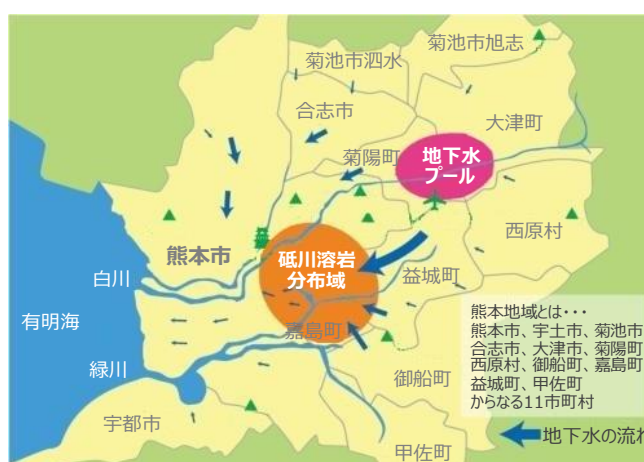 菊池市旭志
菊池市泗水
合志市
大津町
菊陽町
地下水
プール
西原村
熊本市
砥川溶岩
分布域
益城町
白川
有明海
嘉島町
緑川
御船町
宇都市
甲佐町
熊本地域とは・・・
熊本市、宇土市、菊池市
合志市、大津市、菊陽町
西原村、御船町、嘉島町
益城町、甲佐町
からなる11市町村
地下水の流れ